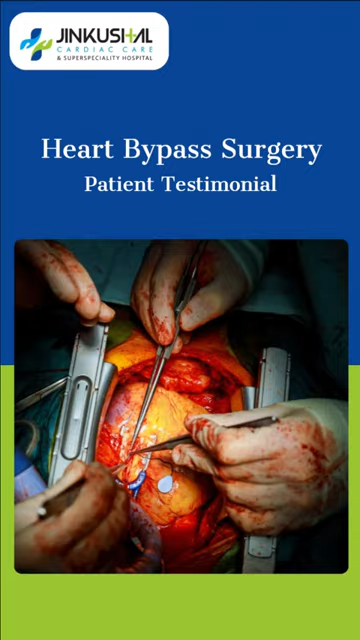 JINKUSHAL
CARDIAC CARE
& SUPERSPECIALITY HOSPITAL
Heart Bypass Surgery
Patient Testimonial